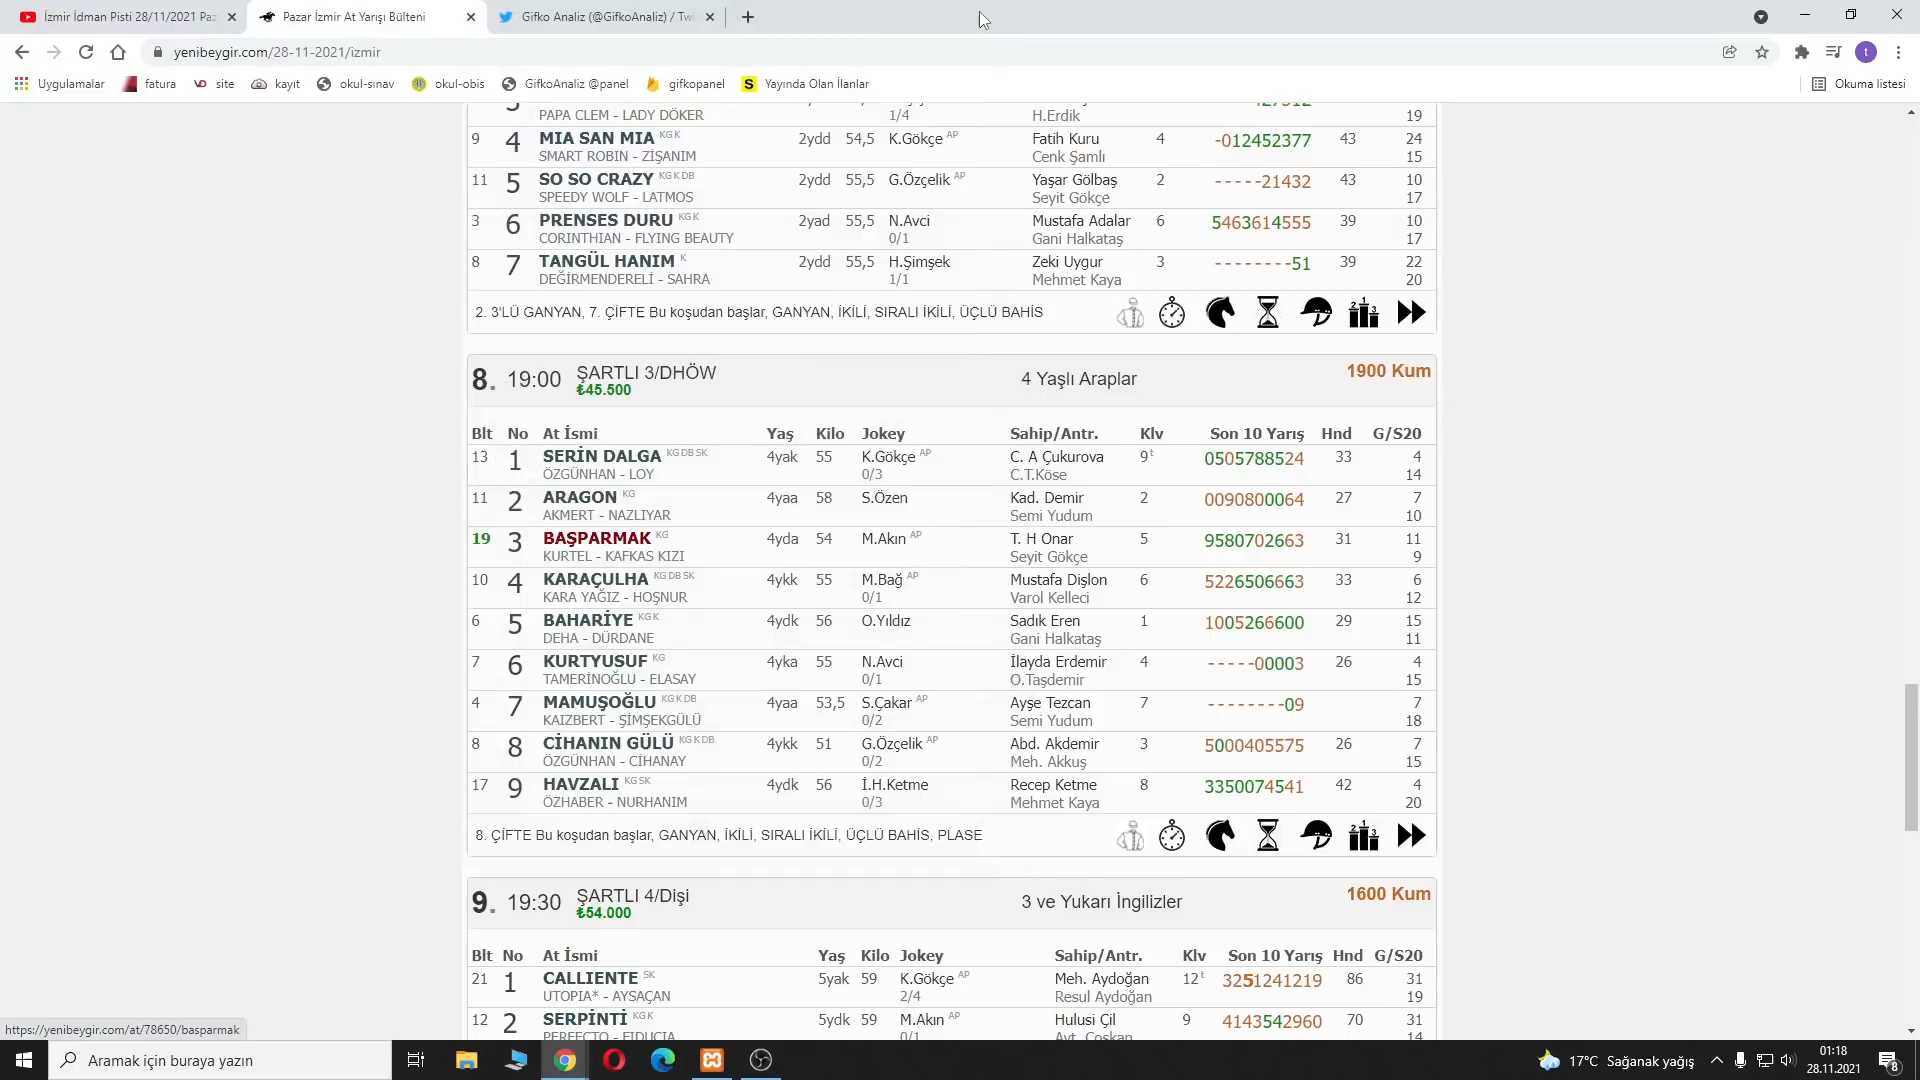 İzmir İdman Pisti 28/11/2021 Paz
Pazar İzmir At Yarışı Bülteni
Gifko Analiz (@GifkoAnaliz) / Twi
yenibeygir.com/28-11-2021/izmir
t
Uygulamalar fatura site kayıt okul-sınav okul-obis GifkoAnaliz @panel gifkopanel S Yayında Olan İlanlar Okuma listesi
PAPA CLEM - LADY DÖKER 1/4 H.Erdik 19
9 4 MIA SAN MIA KG K 2ydd 54,5 K.Gökçe AP Fatih Kuru 4 -012452377 43 24
SMART ROBIN - ZİŞANIM Cenk Şamlı 15
11 5 SO SO CRAZY KG K DB 2ydd 55,5 G.Özçelik AP Yaşar Gölbaş 2 -----21432 43 10
SPEEDY WOLF - LATMOS Seyit Gökçe 17
3 6 PRENSES DURU KG K 2yad 55,5 N.Avci Mustafa Adalar 6 5463614555 39 10
CORINTHIAN - FLYING BEAUTY 0/1 Gani Halkataş 17
8 7 TANGÜL HANIM K 2ydd 55,5 H.Şimşek Zeki Uygur 3 --------51 39 22
DEĞİRMENDERELİ - SAHRA 1/1 Mehmet Kaya 20
2. 3'LÜ GANYAN, 7. ÇİFTE Bu koşudan başlar, GANYAN, İKİLİ, SIRALI İKİLİ, ÜÇLÜ BAHİS
8. 19:00 ŞARTLI 3/DHÖW 4 Yaşlı Araplar 1900 Kum
₺45.500
Blt No At İsmi Yaş Kilo Jokey Sahip/Antr. Klv Son 10 Yarış Hnd G/S20
13 1 SERİN DALGA KG DB SK 4yak 55 K.Gökçe AP C. A Çukurova 9t 0505788524 33 4
ÖZGÜNHAN - LOY 0/3 C.T.Köse 14
11 2 ARAGON KG 4yaa 58 S.Özen Kad. Demir 2 0090800064 27 7
AKMERT - NAZLIYAR Semi Yudum 10
19 3 BAŞPARMAK KG 4yda 54 M.Akın AP T. H Onar 5 9580702663 31 11
KURTEL - KAFKAS KIZI Seyit Gökçe 9
10 4 KARAÇULHA KG DB SK 4ykk 55 M.Bağ AP Mustafa Dişlon 6 5226506663 33 6
KARA YAĞIZ - HOŞNUR 0/1 Varol Kelleci 12
6 5 BAHARİYE KG K 4ydk 56 O.Yıldız Sadık Eren 1 1005266600 29 15
DEHA - DÜRDANE Gani Halkataş 11
7 6 KURTYUSUF KG 4yka 55 N.Avci İlayda Erdemir 4 -----00003 26 4
TAMERİNOĞLU - ELASAY 0/1 O.Taşdemir 15
4 7 MAMUŞOĞLU KG K DB 4yaa 53,5 S.Çakar AP Ayşe Tezcan 7 --------09 7
KAIZBERT - ŞİMŞEKGÜLÜ 0/2 Semi Yudum 18
8 8 CİHANIN GÜLÜ KG K DB 4ykk 51 G.Özçelik AP Abd. Akdemir 3 5000405575 26 7
ÖZGÜNHAN - CİHANAY 0/2 Meh. Akkuş 15
17 9 HAVZALI KG SK 4ydk 56 İ.H.Ketme Recep Ketme 8 3350074541 42 4
ÖZHABER - NURHANIM 0/3 Mehmet Kaya 20
8. ÇİFTE Bu koşudan başlar, GANYAN, İKİLİ, SIRALI İKİLİ, ÜÇLÜ BAHİS, PLASE
9. 19:30 ŞARTLI 4/Dişi 3 ve Yukarı İngilizler 1600 Kum
₺54.000
Blt No At İsmi Yaş Kilo Jokey Sahip/Antr. Klv Son 10 Yarış Hnd G/S20
21 1 CALLIENTE SK 5yak 59 K.Gökçe AP Meh. Aydoğan 12t 3251241219 86 31
UTOPIA* - AYSAÇAN 2/4 Resul Aydoğan 19
12 2 SERPİNTİ KG K 5ydk 59 M.Akın AP Hulusi Çil 9 4143542960 70 31
PERFECTO - FIDUCIA 0/1 Ayt. Coşkan 14
https://yenibeygir.com/at/78650/basparmak
Aramak için buraya yazın
17°C Sağanak yağış
01:18
28.11.2021
8